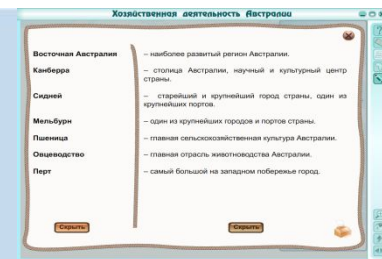 Хозяйственная деятельность Австралии
Восточная Австралия – наиболее развитый регион Австралии.
Канберра – столица Австралии, научный и культурный центр
страны.
Сидней – старейший и крупнейший город страны, один из
крупнейших портов.
Мельбурн – один из крупнейших городов и портов страны.
Пшеница – главная сельскохозяйственная культура Австралии.
Овцеводство – главная отрасль животноводства Австралии.
Перт – самый большой на западном побережье город.
Скрыть Скрыть